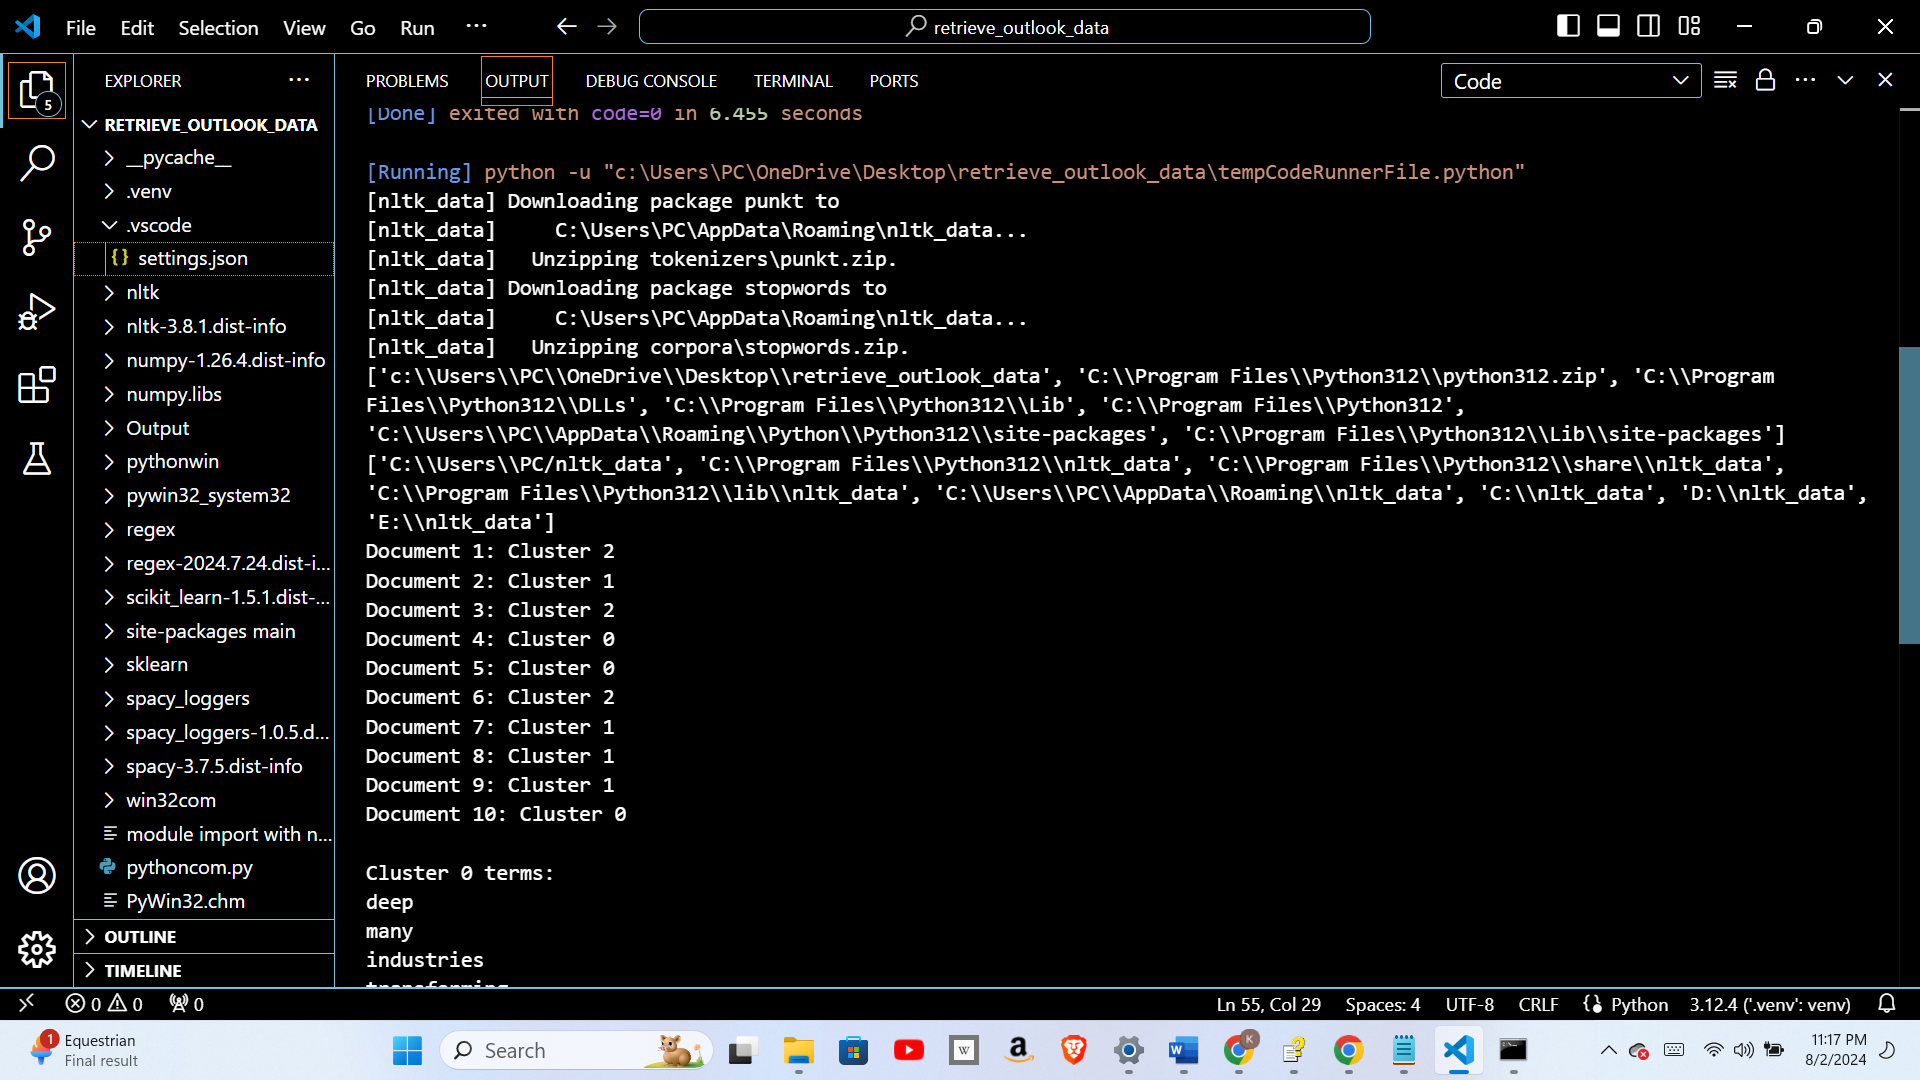 File Edit Selection View Go Run ···
retrieve_outlook_data
5
EXPLORER ···
RETRIEVE_OUTLOOK_DATA
__pycache__
.venv
.vscode
{} settings.json
nltk
nltk-3.8.1.dist-info
numpy-1.26.4.dist-info
numpy.libs
Output
pythonwin
pywin32_system32
regex
regex-2024.7.24.dist-i...
scikit_learn-1.5.1.dist-...
site-packages main
sklearn
spacy_loggers
spacy_loggers-1.0.5.d...
spacy-3.7.5.dist-info
win32com
module import with n...
pythoncom.py
PyWin32.chm
OUTLINE
TIMELINE
PROBLEMS OUTPUT DEBUG CONSOLE TERMINAL PORTS
Code
[Done] exited with code=0 in 6.455 seconds
[Running] python -u "c:\Users\PC\OneDrive\Desktop\retrieve_outlook_data\tempCodeRunnerFile.python"
[nltk_data] Downloading package punkt to
[nltk_data]     C:\Users\PC\AppData\Roaming\nltk_data...
[nltk_data]   Unzipping tokenizers\punkt.zip.
[nltk_data] Downloading package stopwords to
[nltk_data]     C:\Users\PC\AppData\Roaming\nltk_data...
[nltk_data]   Unzipping corpora\stopwords.zip.
['c:\\Users\\PC\\OneDrive\\Desktop\\retrieve_outlook_data', 'C:\\Program Files\\Python312\\python312.zip', 'C:\\Program
Files\\Python312\\DLLs', 'C:\\Program Files\\Python312\\Lib', 'C:\\Program Files\\Python312',
'C:\\Users\\PC\\AppData\\Roaming\\Python\\Python312\\site-packages', 'C:\\Program Files\\Python312\\Lib\\site-packages']
['C:\\Users\\PC/nltk_data', 'C:\\Program Files\\Python312\\nltk_data', 'C:\\Program Files\\Python312\\share\\nltk_data',
'C:\\Program Files\\Python312\\lib\\nltk_data', 'C:\\Users\\PC\\AppData\\Roaming\\nltk_data', 'C:\\nltk_data', 'D:\\nltk_data',
'E:\\nltk_data']
Document 1: Cluster 2
Document 2: Cluster 1
Document 3: Cluster 2
Document 4: Cluster 0
Document 5: Cluster 0
Document 6: Cluster 2
Document 7: Cluster 1
Document 8: Cluster 1
Document 9: Cluster 1
Document 10: Cluster 0
Cluster 0 terms:
deep
many
industries
transforming
0 0 0 Ln 55, Col 29 Spaces: 4 UTF-8 CRLF Python 3.12.4 ('.venv': venv)
1 Equestrian
Final result
Search
W
a
K
W
11:17 PM
8/2/2024